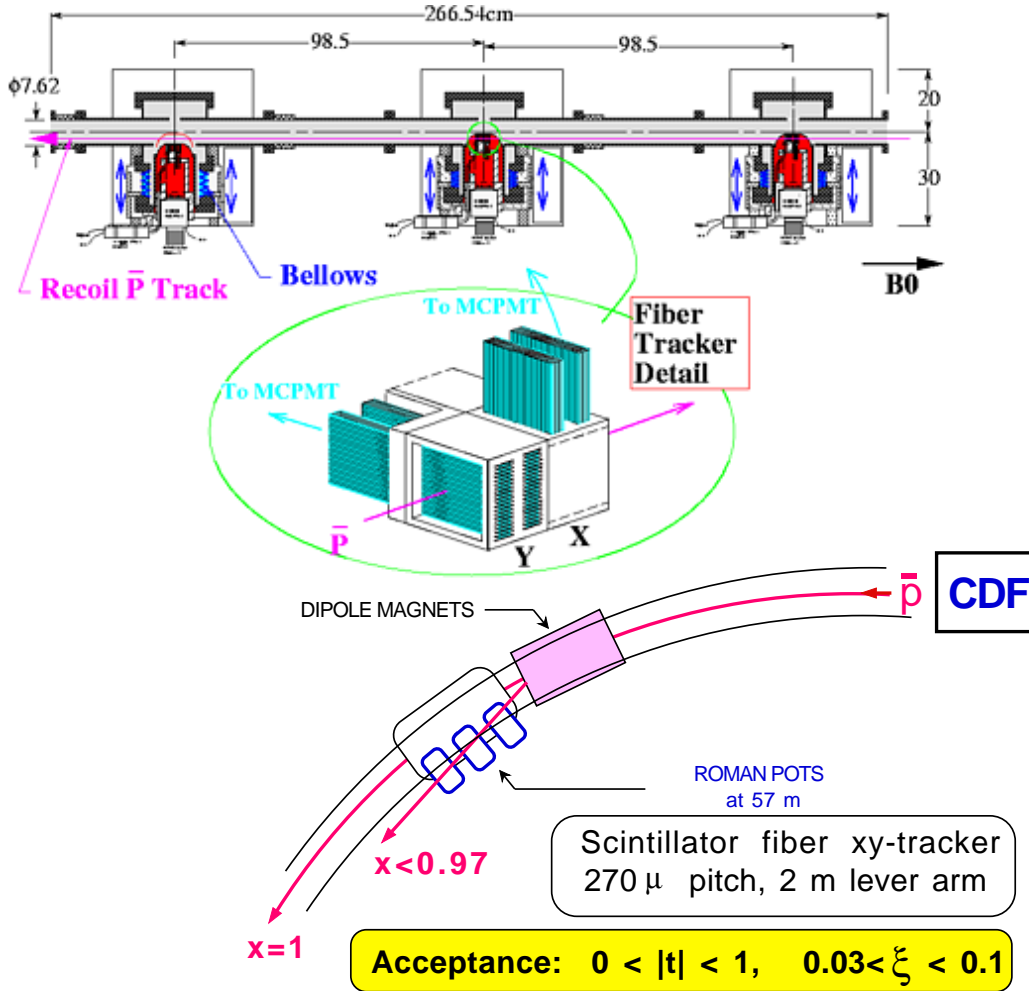 266.54cm
98.5
98.5
φ7.62
20
30
Recoil P̅ Track
Bellows
B0
To MCPMT
Fiber
Tracker
Detail
To MCPMT
P̅
Y
X
DIPOLE MAGNETS
p̅
CDF
ROMAN POTS
at 57 m
Scintillator fiber xy-tracker
270 μ pitch, 2 m lever arm
x<0.97
x=1
Acceptance: 0 < |t| < 1, 0.03< ξ < 0.1